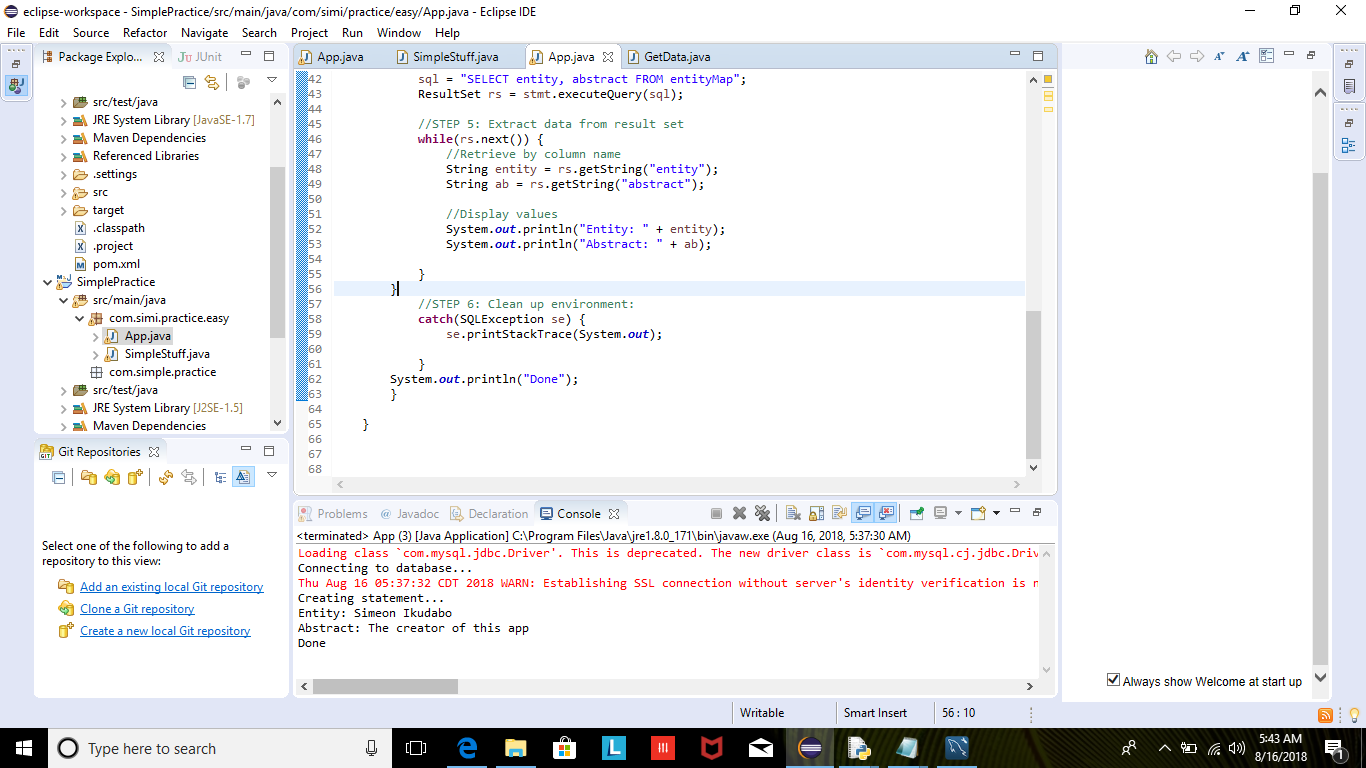 eclipse-workspace - SimplePractice/src/main/java/com/simi/practice/easy/App.java - Eclipse IDE
File Edit Source Refactor Navigate Search Project Run Window Help
Package Explo... JUnit
src/test/java
JRE System Library [JavaSE-1.7]
Maven Dependencies
Referenced Libraries
.settings
src
target
.classpath
.project
pom.xml
SimplePractice
src/main/java
com.simi.practice.easy
App.java
SimpleStuff.java
com.simple.practice
src/test/java
JRE System Library [J2SE-1.5]
Maven Dependencies
Git Repositories
Select one of the following to add a
repository to this view:
Add an existing local Git repository
Clone a Git repository
Create a new local Git repository
App.java SimpleStuff.java App.java GetData.java
42 sql = "SELECT entity, abstract FROM entityMap";
43 ResultSet rs = stmt.executeQuery(sql);
44
45 //STEP 5: Extract data from result set
46 while(rs.next()) {
47 //Retrieve by column name
48 String entity = rs.getString("entity");
49 String ab = rs.getString("abstract");
50
51 //Display values
52 System.out.println("Entity: " + entity);
53 System.out.println("Abstract: " + ab);
54
55 }
56 }
57 //STEP 6: Clean up environment:
58 catch(SQLException se) {
59 se.printStackTrace(System.out);
60
61 }
62 System.out.println("Done");
63 }
64
65 }
66
67
68
Problems @ Javadoc Declaration Console
<terminated> App (3) [Java Application] C:\Program Files\Java\jre1.8.0_171\bin\javaw.exe (Aug 16, 2018, 5:37:30 AM)
Loading class `com.mysql.jdbc.Driver'. This is deprecated. The new driver class is `com.mysql.cj.jdbc.Driv
Connecting to database...
Thu Aug 16 05:37:32 CDT 2018 WARN: Establishing SSL connection without server's identity verification is n
Creating statement...
Entity: Simeon Ikudabo
Abstract: The creator of this app
Done
Always show Welcome at start up
Writable Smart Insert 56 : 10
Type here to search
5:43 AM
8/16/2018